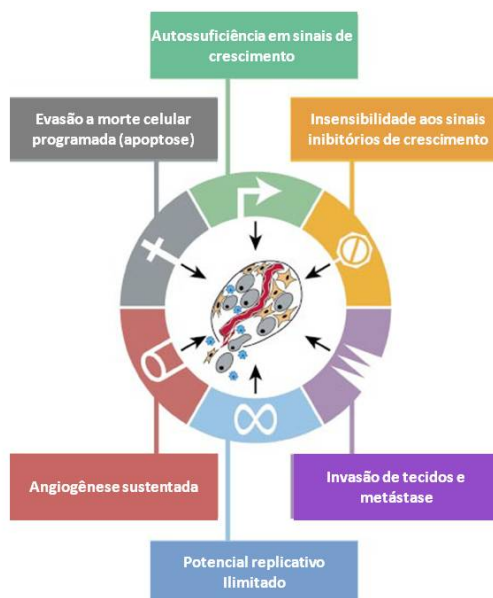 Autossuficiência em sinais de
crescimento
Evasão a morte celular
programada (apoptose)
Insensibilidade aos sinais
inibitórios de crescimento
Angiogênese sustentada
Invasão de tecidos e
metástase
Potencial replicativo
Ilimitado